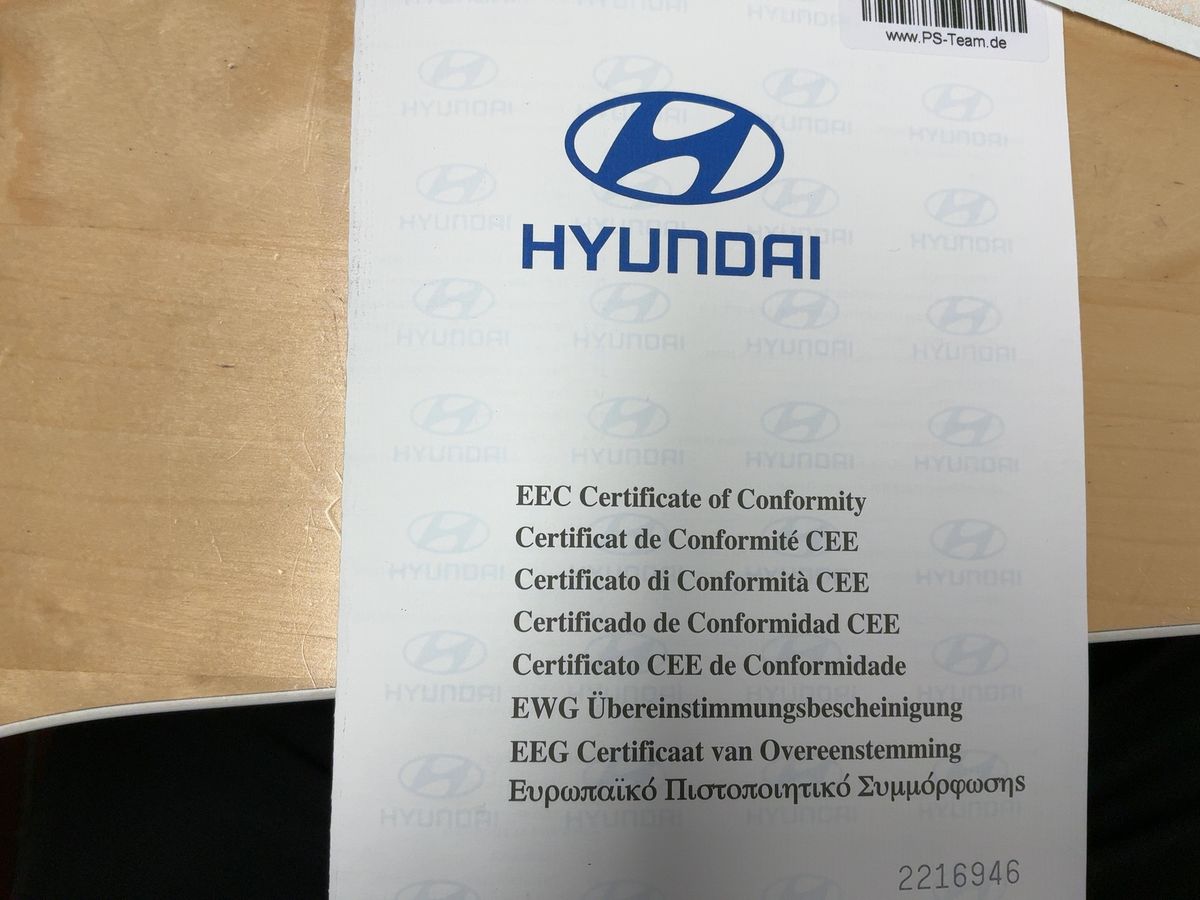 www.PS-Team.de
HYUNDAI
EEC Certificate of Conformity
Certificat de Conformité CEE
Certificato di Conformità CEE
Certificado de Conformidad CEE
Certificato CEE de Conformidade
EWG Übereinstimmungsbescheinigung
EEG Certificaat van Overeenstemming
Ευρωπαϊκό Πιστοποιητικό Συμμόρφωσηs
2216946